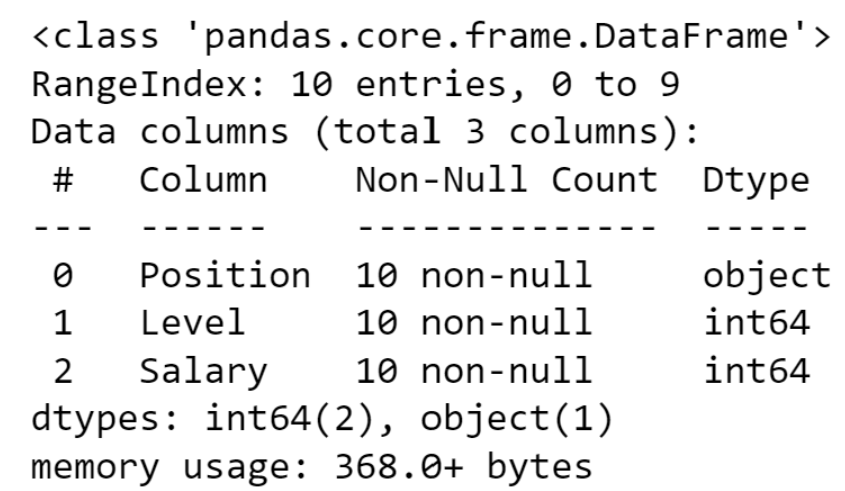 <class 'pandas.core.frame.DataFrame'>
RangeIndex: 10 entries, 0 to 9
Data columns (total 3 columns):
 #   Column    Non-Null Count  Dtype
---  ------    --------------  -----
 0   Position  10 non-null     object
 1   Level     10 non-null     int64
 2   Salary    10 non-null     int64
dtypes: int64(2), object(1)
memory usage: 368.0+ bytes